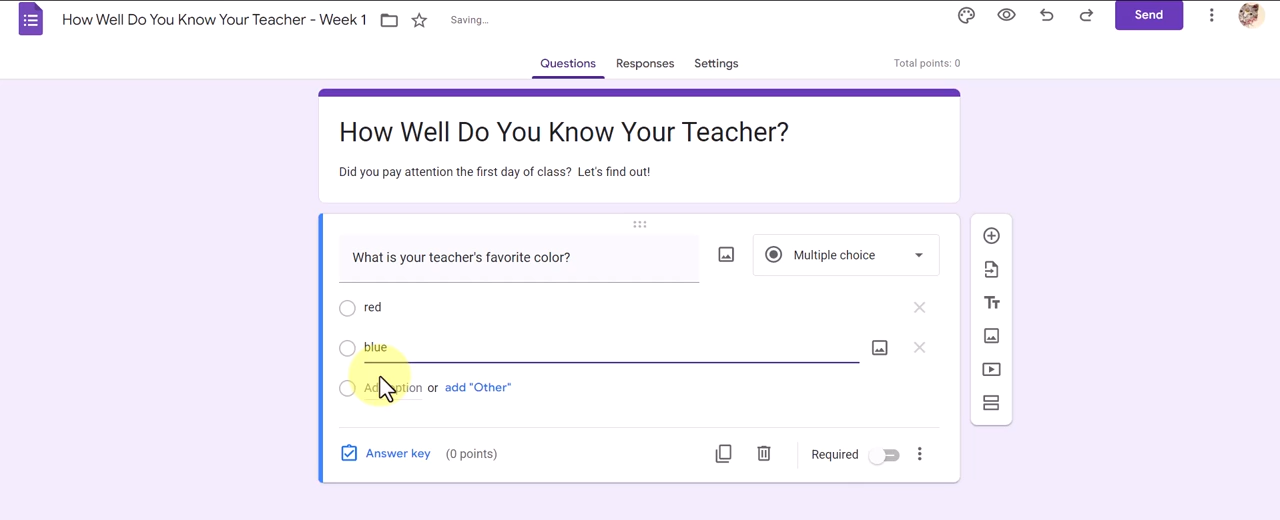 How Well Do You Know Your Teacher - Week 1 Saving...
Send
Questions Responses Settings Total points: 0
How Well Do You Know Your Teacher?
Did you pay attention the first day of class? Let's find out!
What is your teacher's favorite color? Multiple choice
red
blue
Add option or add "Other"
Answer key (0 points) Required